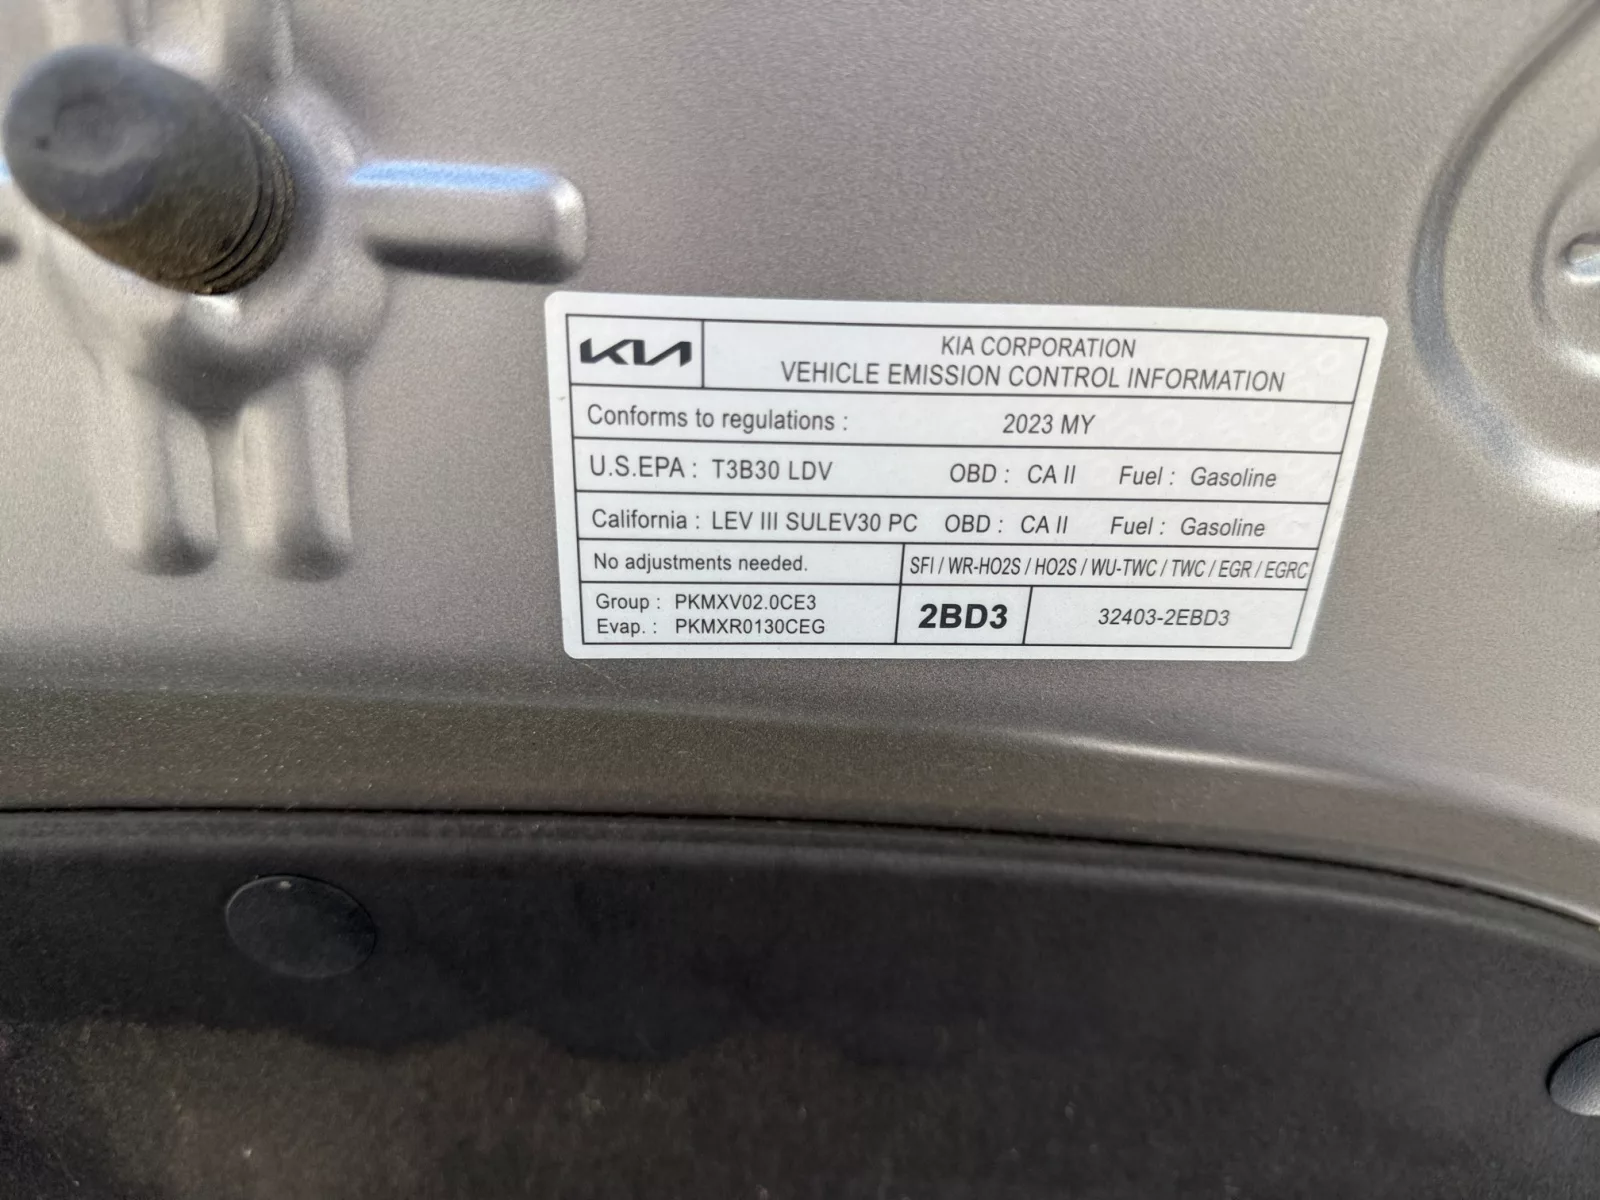 KIA
KIA CORPORATION
VEHICLE EMISSION CONTROL INFORMATION
Conforms to regulations : 2023 MY
U.S.EPA : T3B30 LDV OBD : CA II Fuel : Gasoline
California : LEV III SULEV30 PC OBD : CA II Fuel : Gasoline
No adjustments needed. SFI / WR-HO2S / HO2S / WU-TWC / TWC / EGR / EGRC
Group : PKMXV02.0CE3
Evap. : PKMXR0130CEG
2BD3
32403-2EBD3